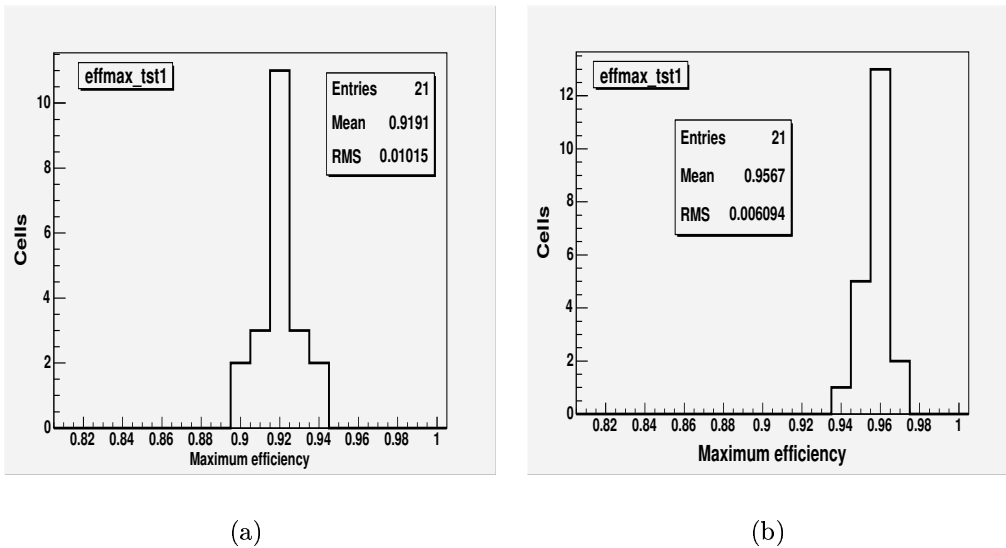 effmax_tst1
Entries 21
Mean 0.9191
RMS 0.01015
10
8
6
4
2
0
Cells
0.82 0.84 0.86 0.88 0.9 0.92 0.94 0.96 0.98 1
Maximum efficiency
(a)
effmax_tst1
Entries 21
Mean 0.9567
RMS 0.006094
12
10
8
6
4
2
0
Cells
0.82 0.84 0.86 0.88 0.9 0.92 0.94 0.96 0.98 1
Maximum efficiency
(b)